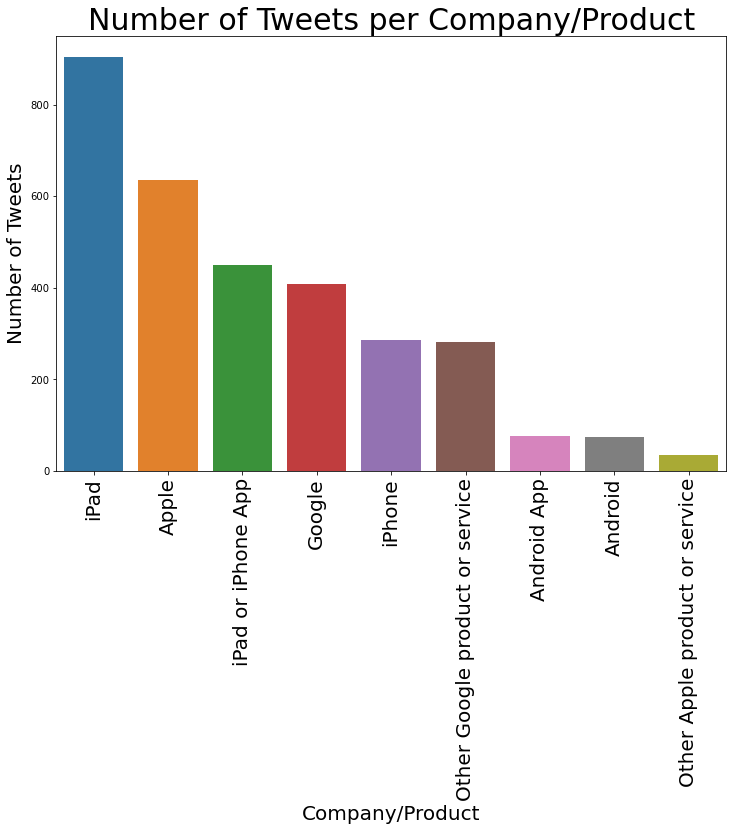 Number of Tweets per Company/Product
Number of Tweets
800
600
400
200
0
iPad
Apple
iPad or iPhone App
Google
iPhone
Other Google product or service
Android App
Android
Other Apple product or service
Company/Product